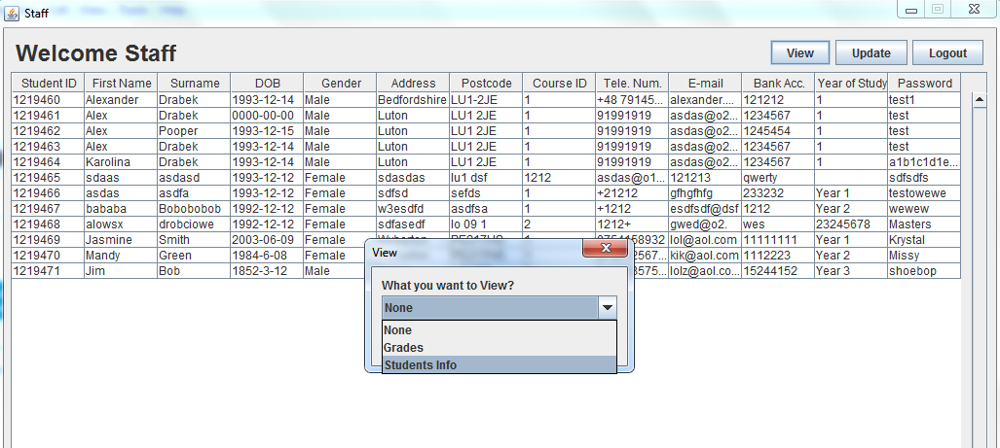 Staff
Welcome Staff View Update Logout
Student ID First Name Surname DOB Gender Address Postcode Course ID Tele. Num. E-mail Bank Acc. Year of Study Password
1219460 Alexander Drabek 1993-12-14 Male Bedfordshire LU1-2JE 1 +48 79145... alexander.... 121212 1 test1
1219461 Alex Drabek 0000-00-00 Male Luton LU1 2JE 1 91991919 asdas@o2... 1234567 1 test
1219462 Alex Pooper 1993-12-15 Male Luton LU1 2JE 1 91991919 asdas@o2... 1245454 1 test
1219463 Alex Drabek 1993-12-14 Male Luton LU1 2JE 1 91991919 asdas@o2... 1234567 1 test
1219464 Karolina Drabek 1993-12-14 Male Luton LU1 2JE 1 91991919 asdas@o2... 1234567 1 a1b1c1d1e...
1219465 sdaas asdasd 1993-12-12 Female sdasdas lu1 dsf 1212 asdas@o1... 121213 qwerty sdfsdfs
1219466 asdas asdfa 1993-12-12 Female sdfsd sefds 1 +21212 gfhgfhfg 233232 Year 1 testowewe
1219467 bababa Bobobobob 1992-12-12 Female w3esdfd asdfsa 1 +1212 esdfsdf@dsf 1212 Year 2 wewew
1219468 alowsx drobciowe 1992-12-12 Female sdfasedf lo 09 1 2 1212+ gwed@o2. wes 23245678 Masters
1219469 Jasmine Smith 2003-06-09 Female 0754158932 lol@aol.com 11111111 Year 1 Krystal
1219470 Mandy Green 1984-6-08 Female 2567... kik@aol.com 1112223 Year 2 Missy
1219471 Jim Bob 1852-3-12 Male 3575... lolz@aol.co... 15244152 Year 3 shoebop
View
What you want to View?
None
None
Grades
Students Info